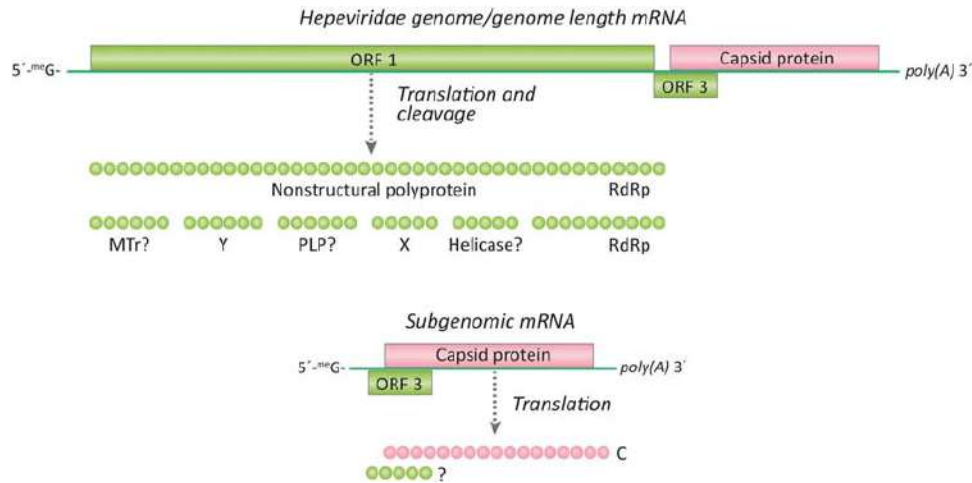 Hepeviridae genome/genome length mRNA
ORF 1
Capsid protein
5´-ᵐᵉG-
poly(A) 3´
ORF 3
Translation and
cleavage
Nonstructural polyprotein RdRp
MTr? Y PLP? X Helicase? RdRp
Subgenomic mRNA
Capsid protein
5´-ᵐᵉG-
poly(A) 3´
ORF 3
Translation
C
?